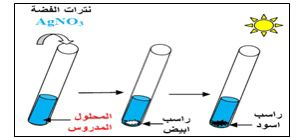 نترات الفضة
AgNO₃
المحلول
المدروس
راسب
ابيض
راسب
اسود